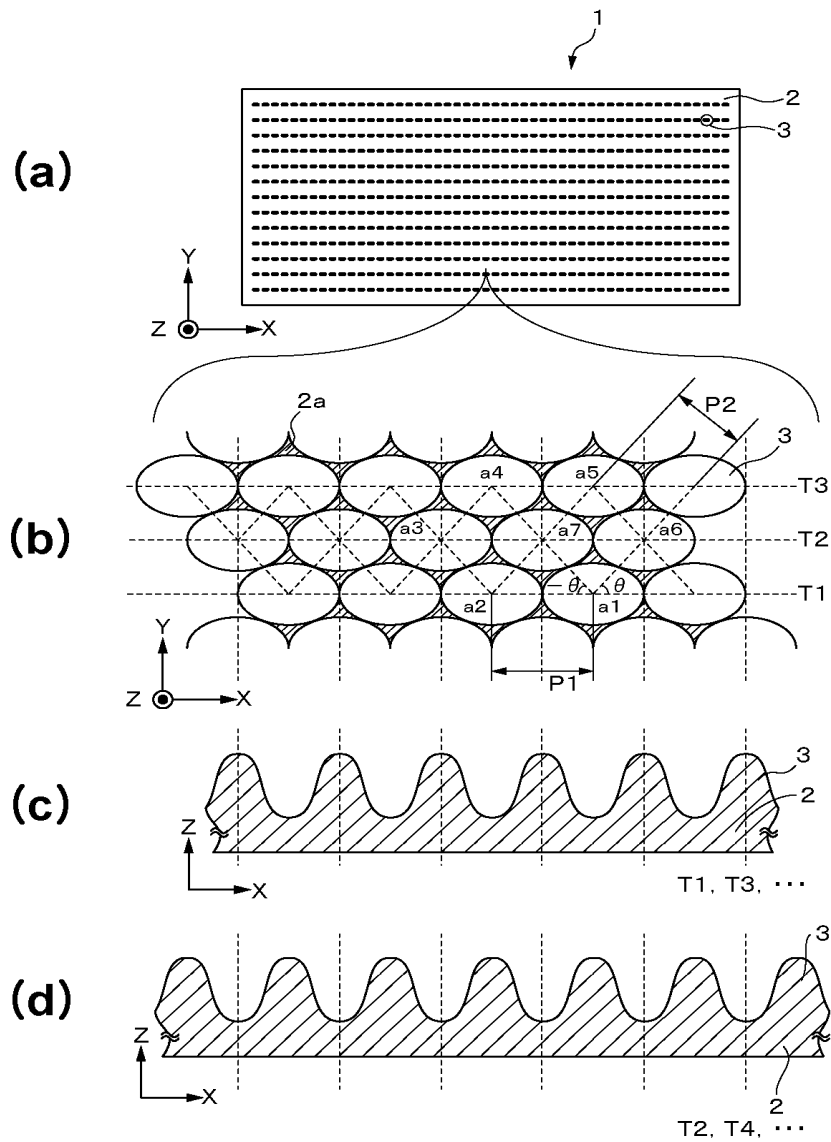 1
2
3
(a)
Y
Z
X
2a
P2
3
a4
a5
T3
(b)
a3
a7
a6
T2
−θ
θ
T1
a2
a1
Y
P1
Z
X
(c)
3
2
Z
X
T1, T3, ···
(d)
3
Z
X
2
T2, T4, ···